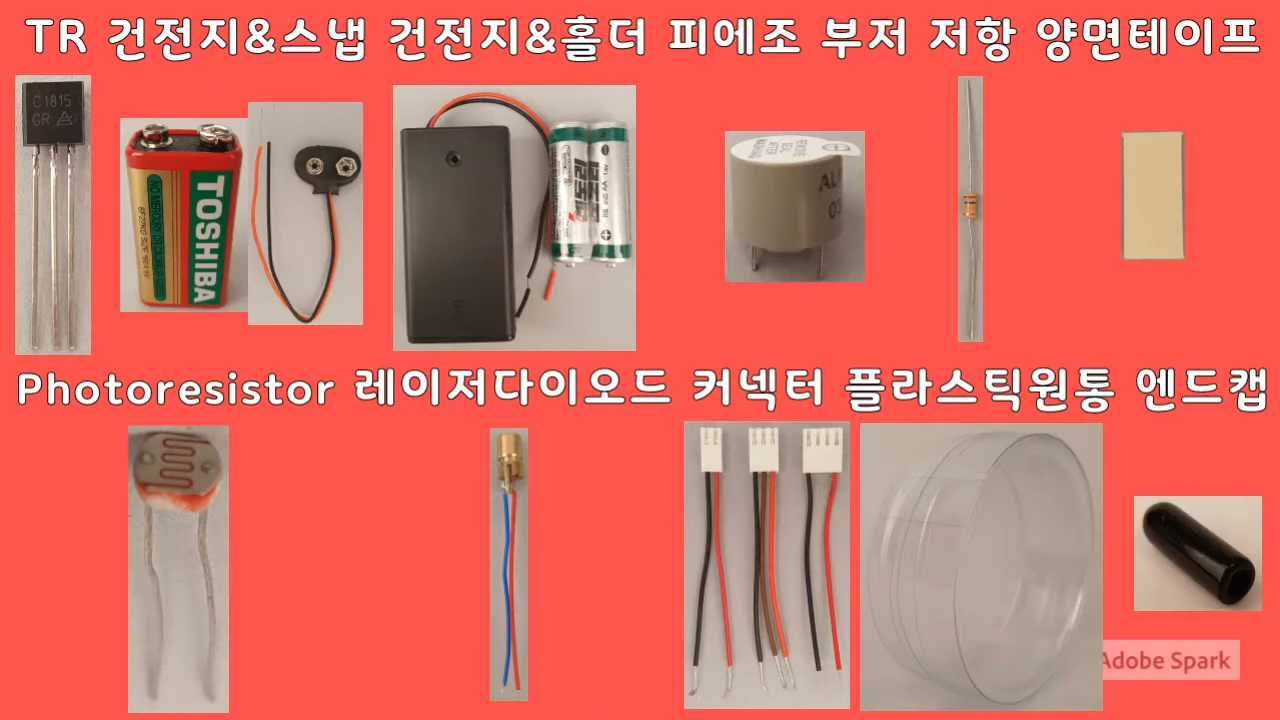 TR 건전지&스냅 건전지&홀더 피에조 부저 저항 양면테이프
C1815
GR
TOSHIBA
Photoresistor 레이저다이오드 커넥터 플라스틱원통 엔드캡
Adobe Spark